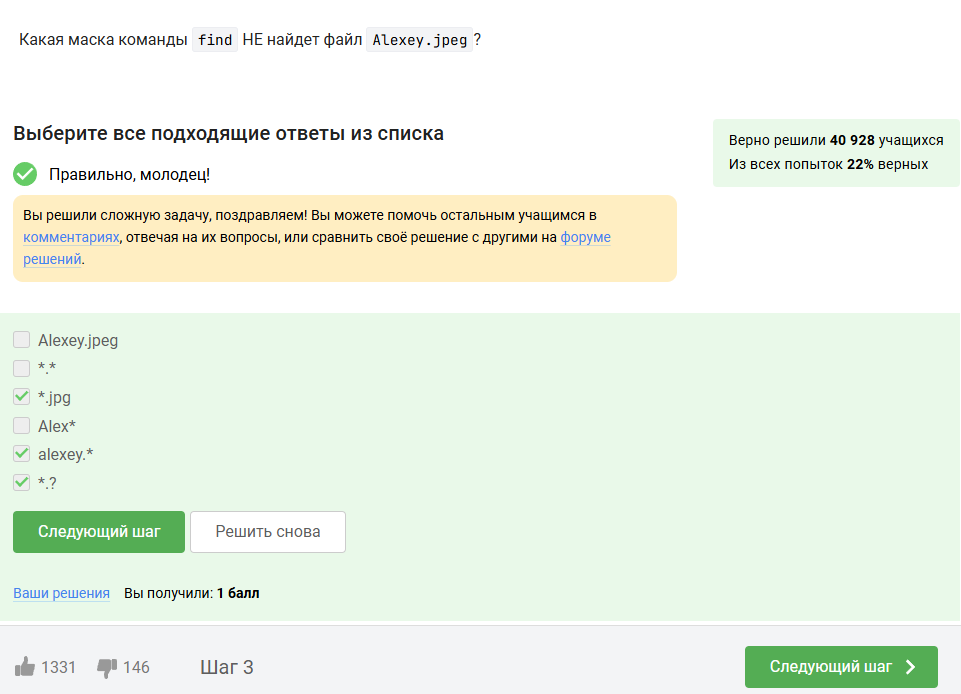 Какая маска команды find НЕ найдет файл Alexey.jpeg?
Выберите все подходящие ответы из списка
Верно решили 40 928 учащихся
Из всех попыток 22% верных
Правильно, молодец!
Вы решили сложную задачу, поздравляем! Вы можете помочь остальным учащимся в
комментариях, отвечая на их вопросы, или сравнить своё решение с другими на форуме
решений.
Alexey.jpeg
*.*
*.jpg
Alex*
alexey.*
*.?
Следующий шаг
Решить снова
Ваши решения Вы получили: 1 балл
1331 146 Шаг 3 Следующий шаг